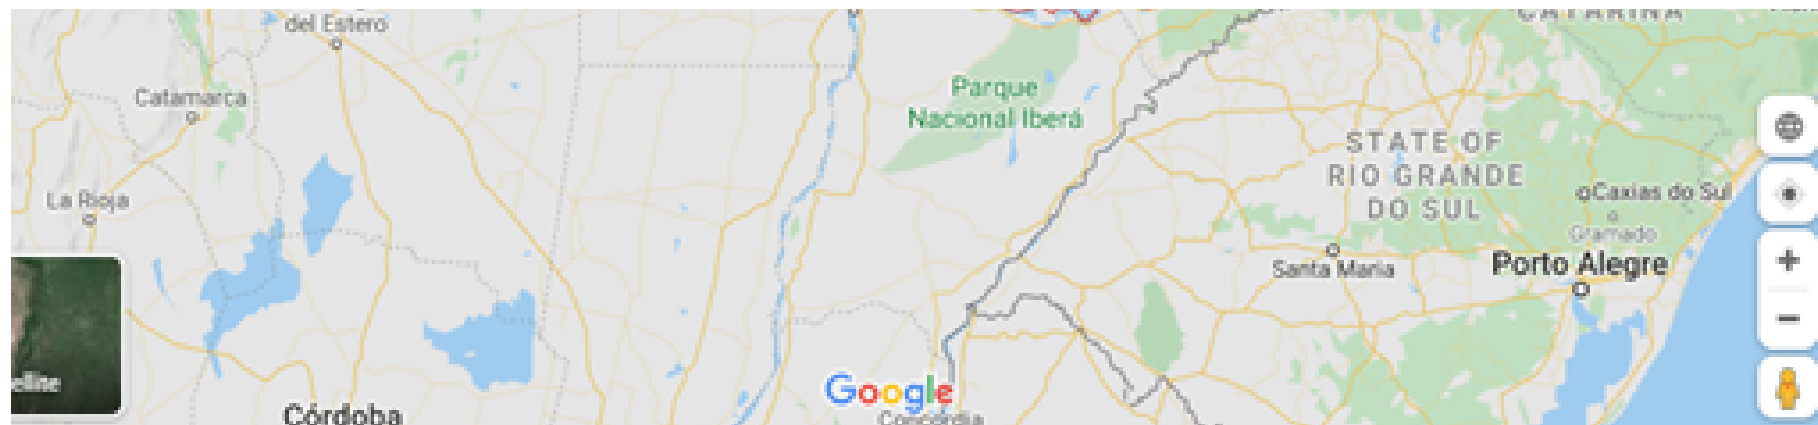 del Estero
CATARINA
Catamarca
Parque
Nacional Iberá
STATE OF
RIO GRANDE
DO SUL
La Rioja
Caxias do Sul
Gramado
Santa Maria
Porto Alegre
Google
Córdoba
Concordia